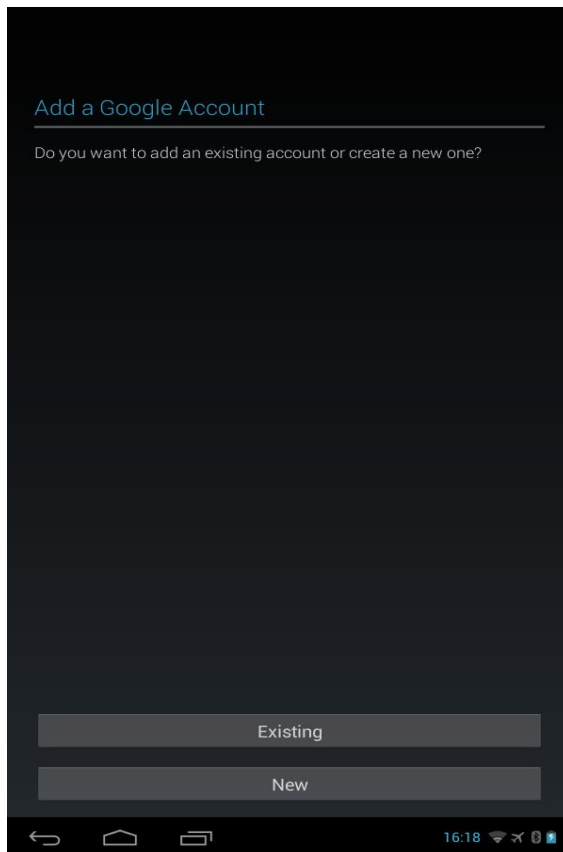 Add a Google Account
Do you want to add an existing account or create a new one?
Existing
New
16:18